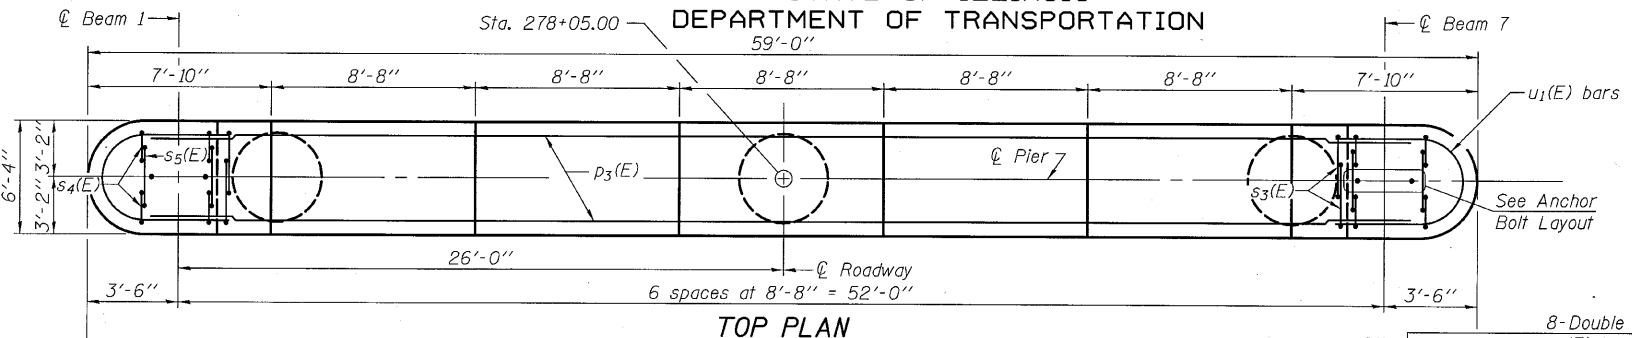 DEPARTMENT OF TRANSPORTATION
℄ Beam 1
Sta. 278+05.00
℄ Beam 7
59'-0"
7'-10"
8'-8"
8'-8"
8'-8"
8'-8"
8'-8"
7'-10"
u1(E) bars
6'-4"
3'-2"
3'-2"
s5(E)
s4(E)
p3(E)
℄ Pier 7
s3(E)
See Anchor
Bolt Layout
26'-0"
℄ Roadway
3'-6"
6 spaces at 8'-8" = 52'-0"
3'-6"
TOP PLAN
8-Double